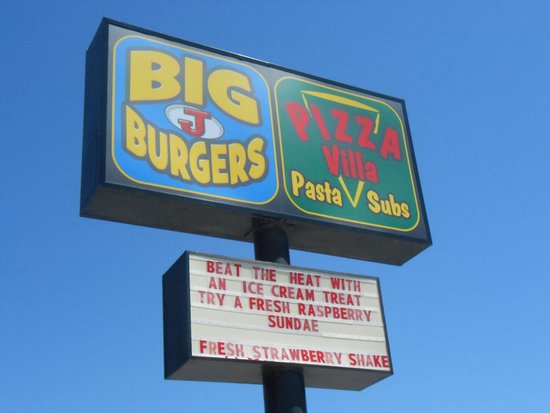 BIG
J
BURGERS
PIZZA
Villa
Pasta Subs
BEAT THE HEAT WITH
AN ICE CREAM TREAT
TRY A FRESH RASPBERRY
SUNDAE
FRESH STRAWBERRY SHAKE